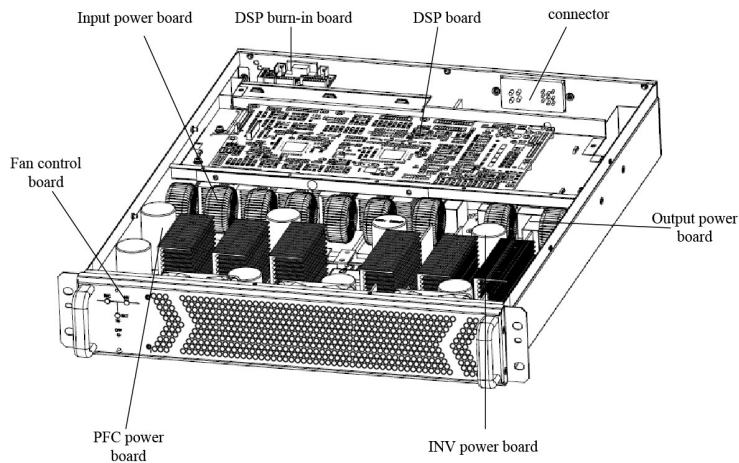 Input power board
DSP burn-in board
DSP board
connector
Fan control
board
Output power
board
PFC power
board
INV power board